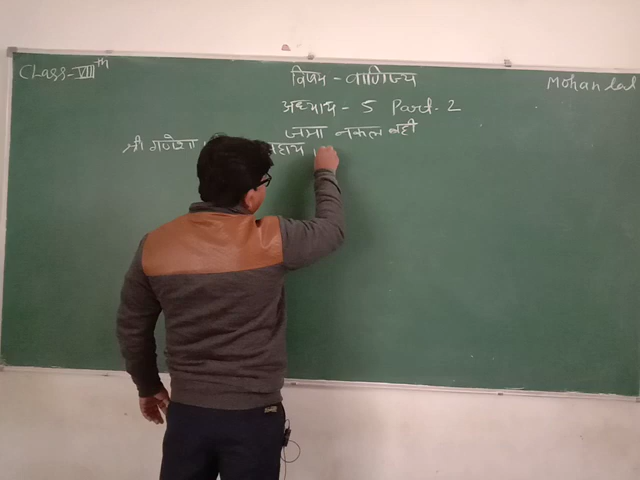 Class-VIIIth
विषय - वाणिज्य
Mohan Lal
अध्याय - 5 Part-2
जमा नकल बही
श्री गणेशा